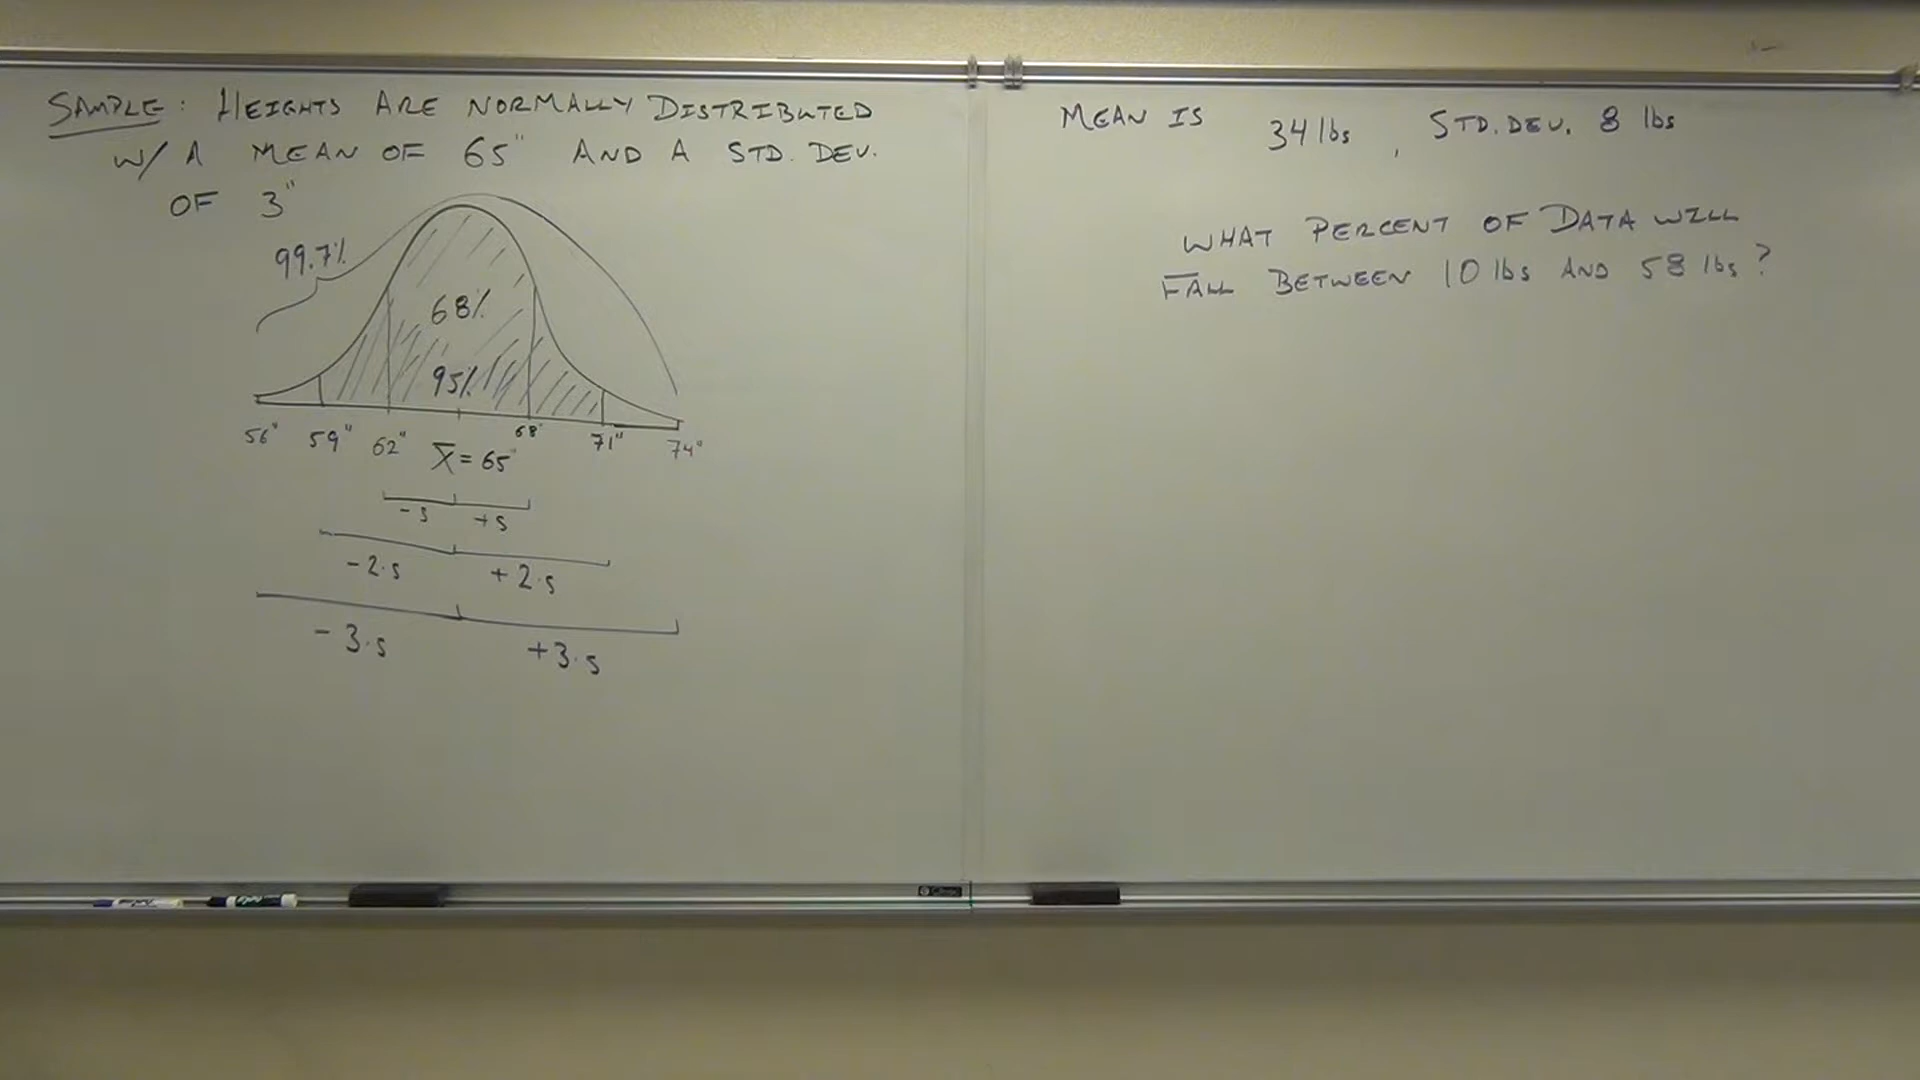 SAMPLE: HEIGHTS ARE NORMALLY DISTRIBUTED
W/ A MEAN OF 65" AND A STD. DEV.
OF 3"
99.7%
68%
95%
56" 59" 62" X̄ = 65" 68" 71" 74"
-s +s
-2·s +2·s
-3·s +3·s
MEAN IS 34 lbs, STD. DEV. 8 lbs
WHAT PERCENT OF DATA WILL
FALL BETWEEN 10 lbs AND 58 lbs?